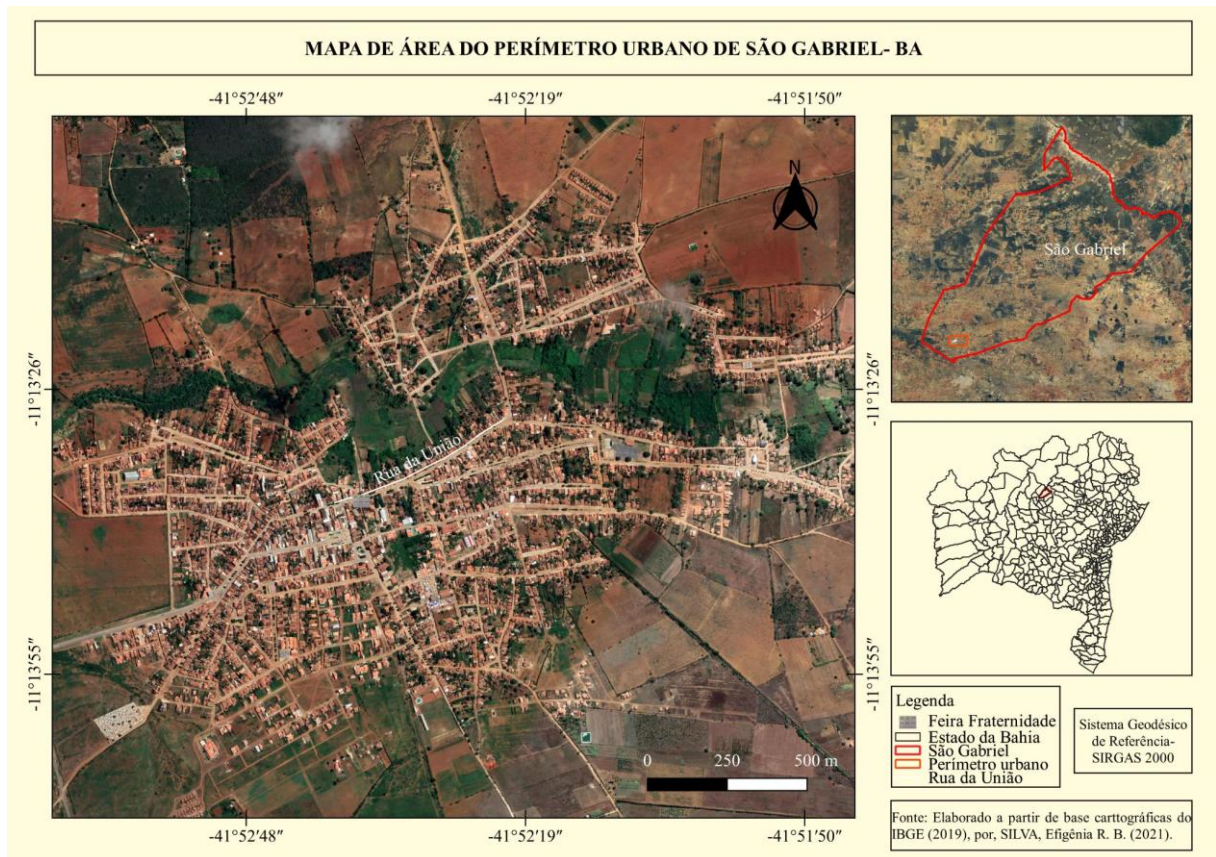 MAPA DE ÁREA DO PERÍMETRO URBANO DE SÃO GABRIEL- BA
-41°52′48″
-41°52′19″
-41°51′50″
-11°13′26″
-11°13′55″
N
Rua da União
0 250 500 m
-11°13′26″
-11°13′55″
-41°52′48″
-41°52′19″
-41°51′50″
São Gabriel
Legenda
Feira Fraternidade
Estado da Bahia
São Gabriel
Perímetro urbano
Rua da União
Sistema Geodésico
de Referência-
SIRGAS 2000
Fonte: Elaborado a partir de base carttográficas do
IBGE (2019), por, SILVA, Efigênia R. B. (2021).